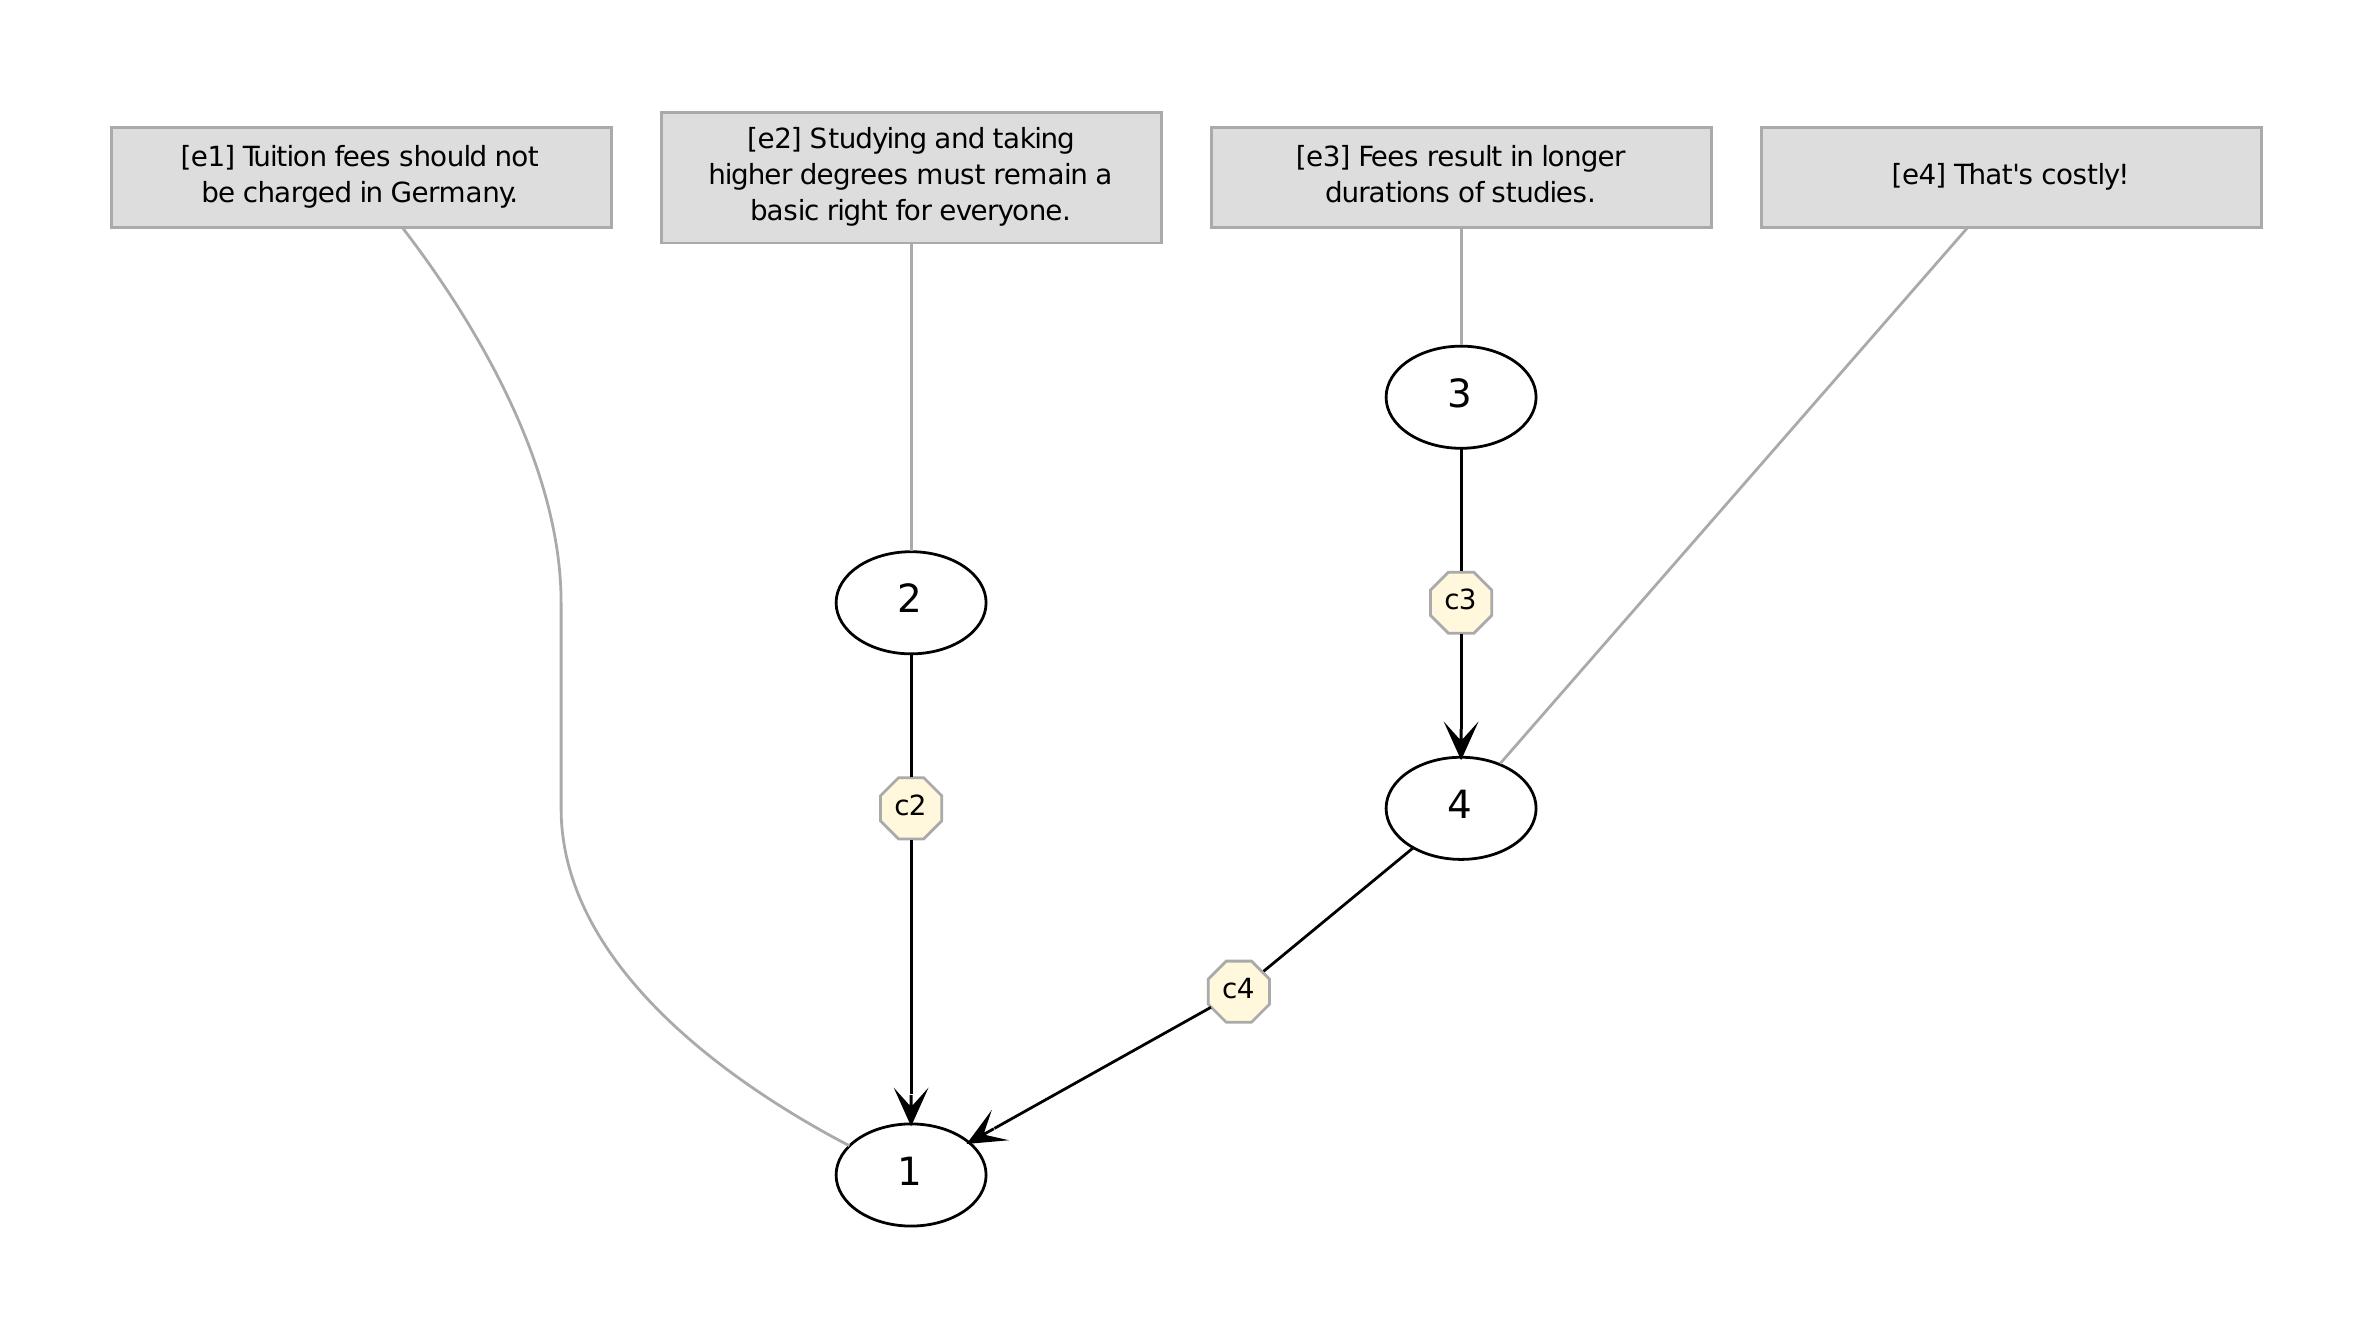 [e1] Tuition fees should not
be charged in Germany.
[e2] Studying and taking
higher degrees must remain a
basic right for everyone.
[e3] Fees result in longer
durations of studies.
[e4] That's costly!
3
2
c3
c2
4
c4
1